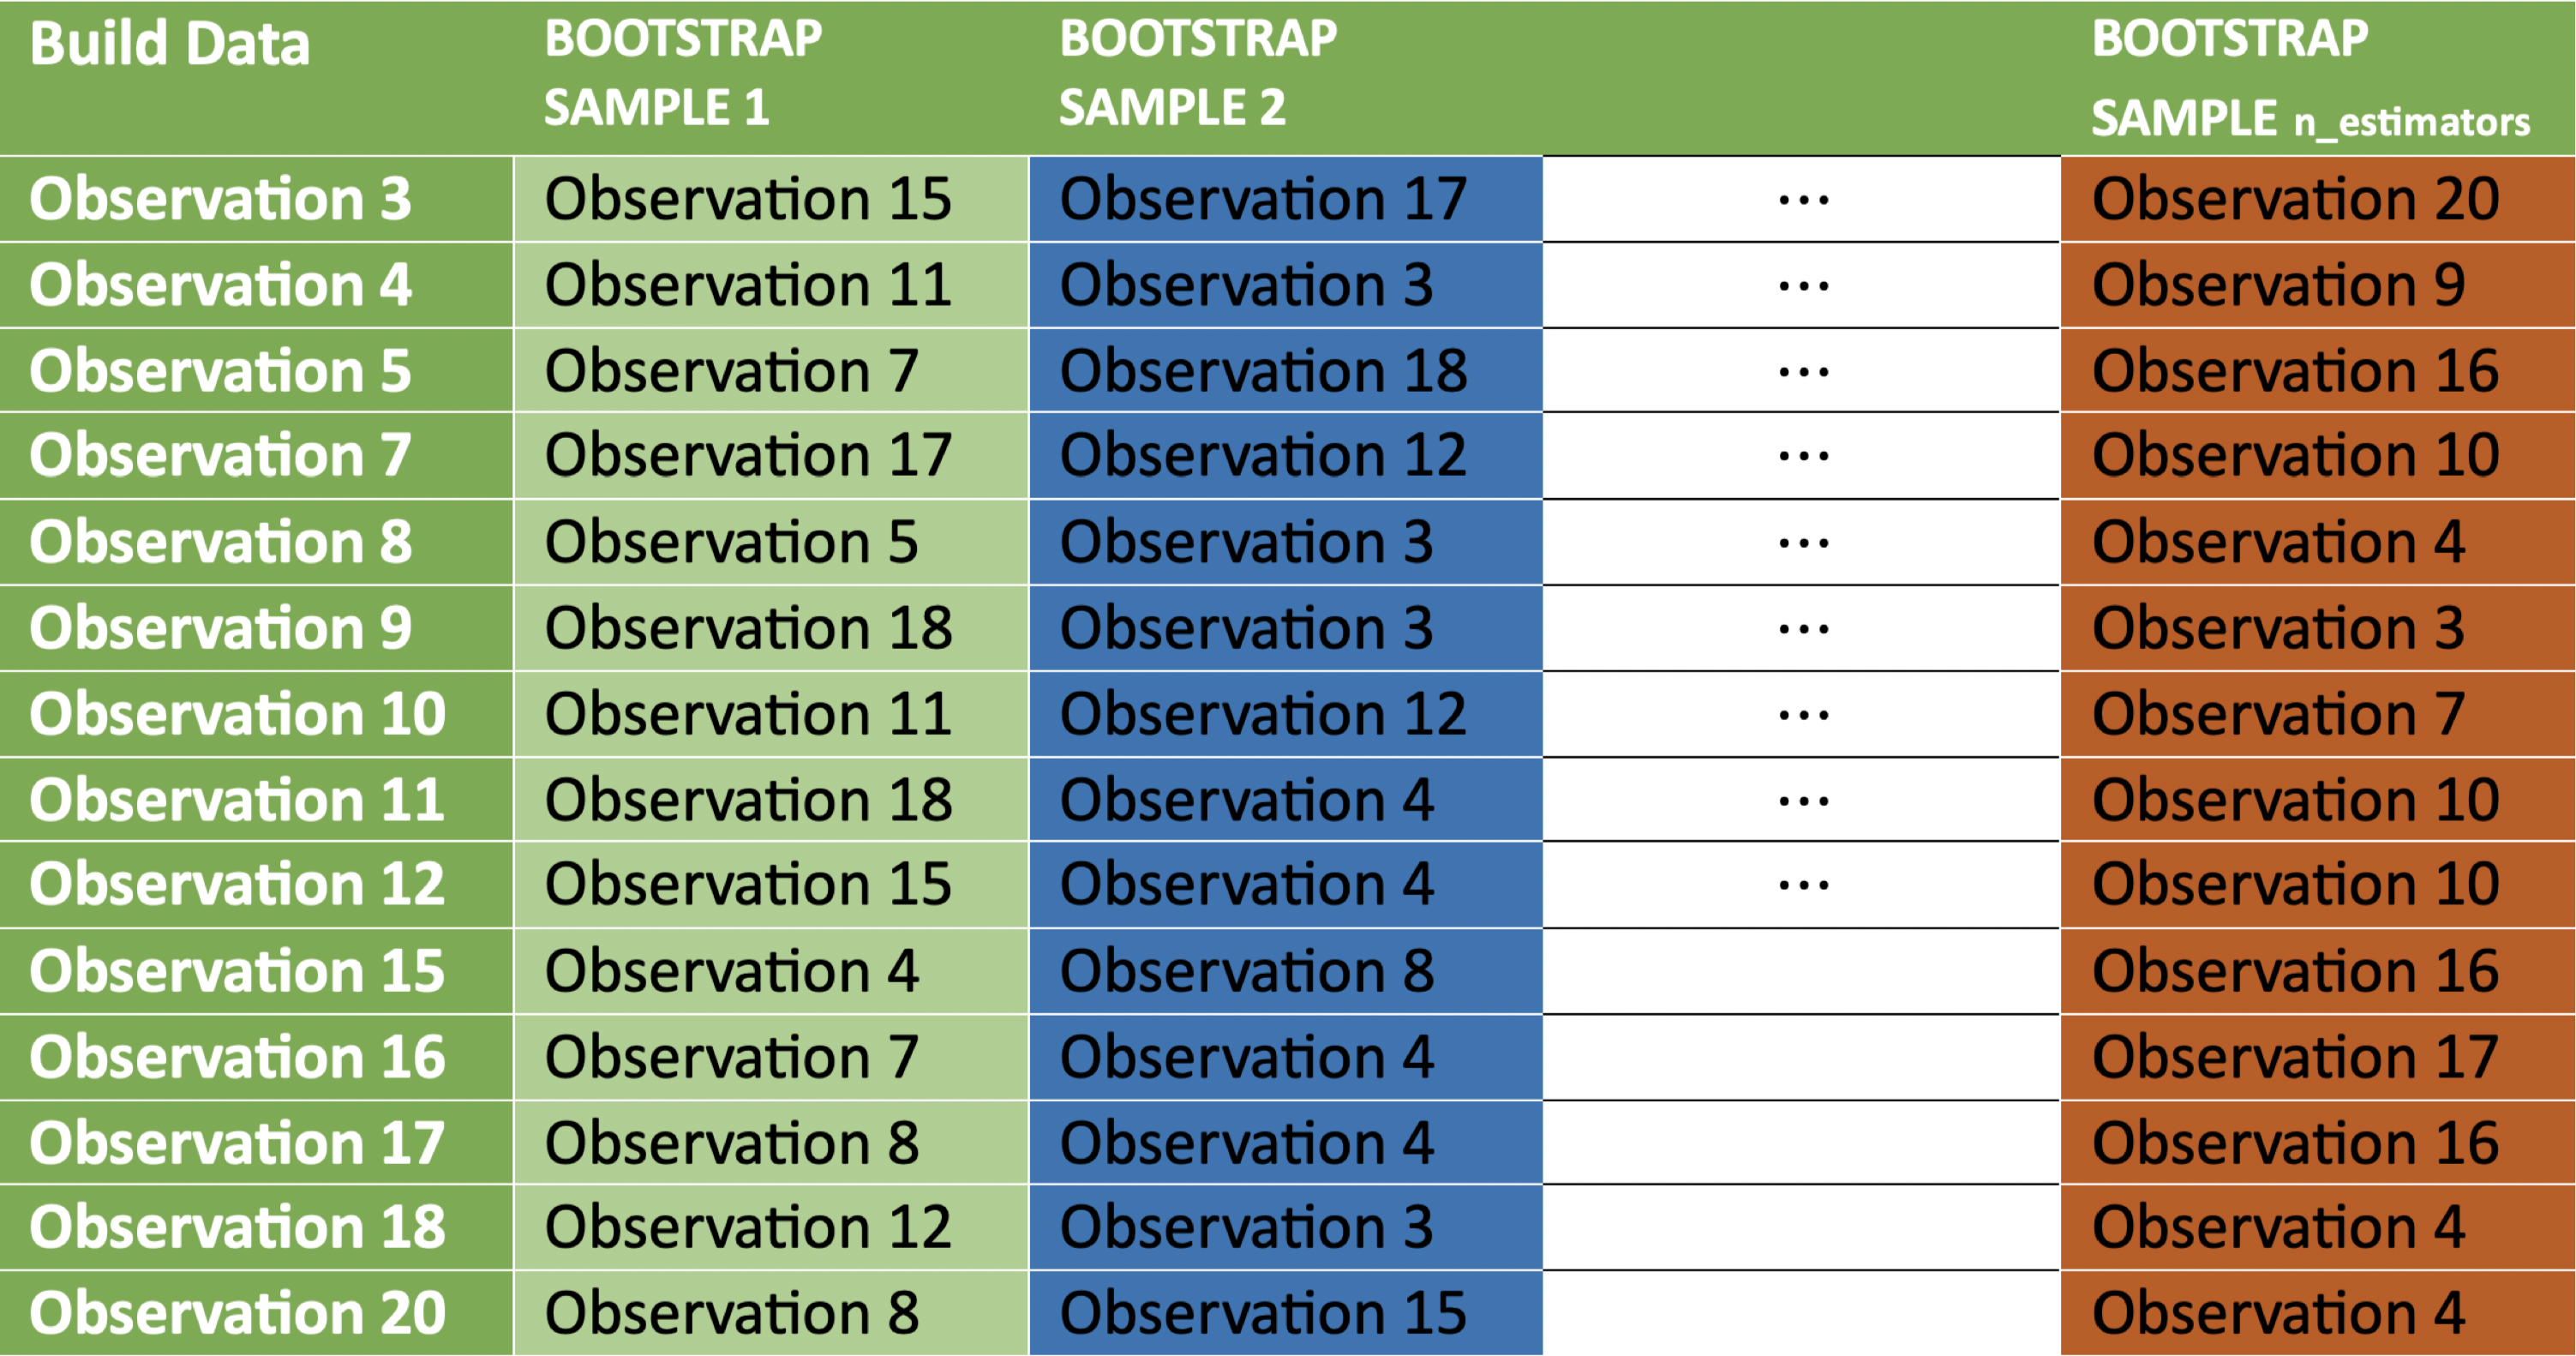 Build Data BOOTSTRAP SAMPLE 1 BOOTSTRAP SAMPLE 2 BOOTSTRAP SAMPLE n_estimators
Observation 3 Observation 15 Observation 17 ... Observation 20
Observation 4 Observation 11 Observation 3 ... Observation 9
Observation 5 Observation 7 Observation 18 ... Observation 16
Observation 7 Observation 17 Observation 12 ... Observation 10
Observation 8 Observation 5 Observation 3 ... Observation 4
Observation 9 Observation 18 Observation 3 ... Observation 3
Observation 10 Observation 11 Observation 12 ... Observation 7
Observation 11 Observation 18 Observation 4 ... Observation 10
Observation 12 Observation 15 Observation 4 ... Observation 10
Observation 15 Observation 4 Observation 8 Observation 16
Observation 16 Observation 7 Observation 4 Observation 17
Observation 17 Observation 8 Observation 4 Observation 16
Observation 18 Observation 12 Observation 3 Observation 4
Observation 20 Observation 8 Observation 15 Observation 4